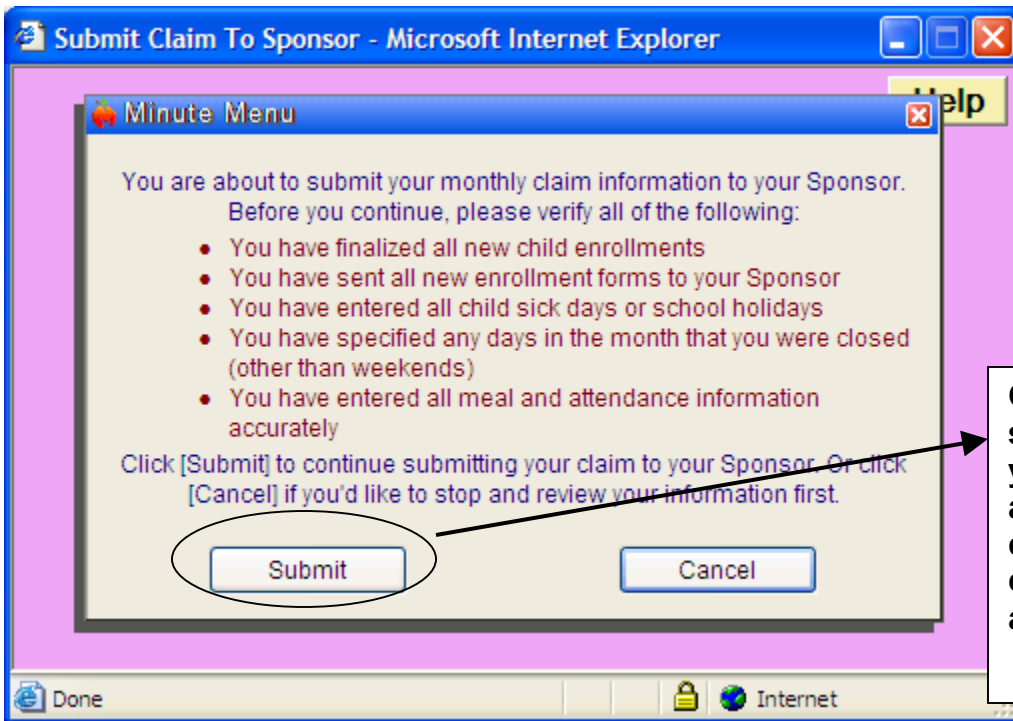 Submit Claim To Sponsor - Microsoft Internet Explorer
Help
Minute Menu
You are about to submit your monthly claim information to your Sponsor.
Before you continue, please verify all of the following:
• You have finalized all new child enrollments
• You have sent all new enrollment forms to your Sponsor
• You have entered all child sick days or school holidays
• You have specified any days in the month that you were closed
(other than weekends)
• You have entered all meal and attendance information
accurately
Click [Submit] to continue submitting your claim to your Sponsor. Or click
[Cancel] if you'd like to stop and review your information first.
Submit
Cancel
Done
Internet